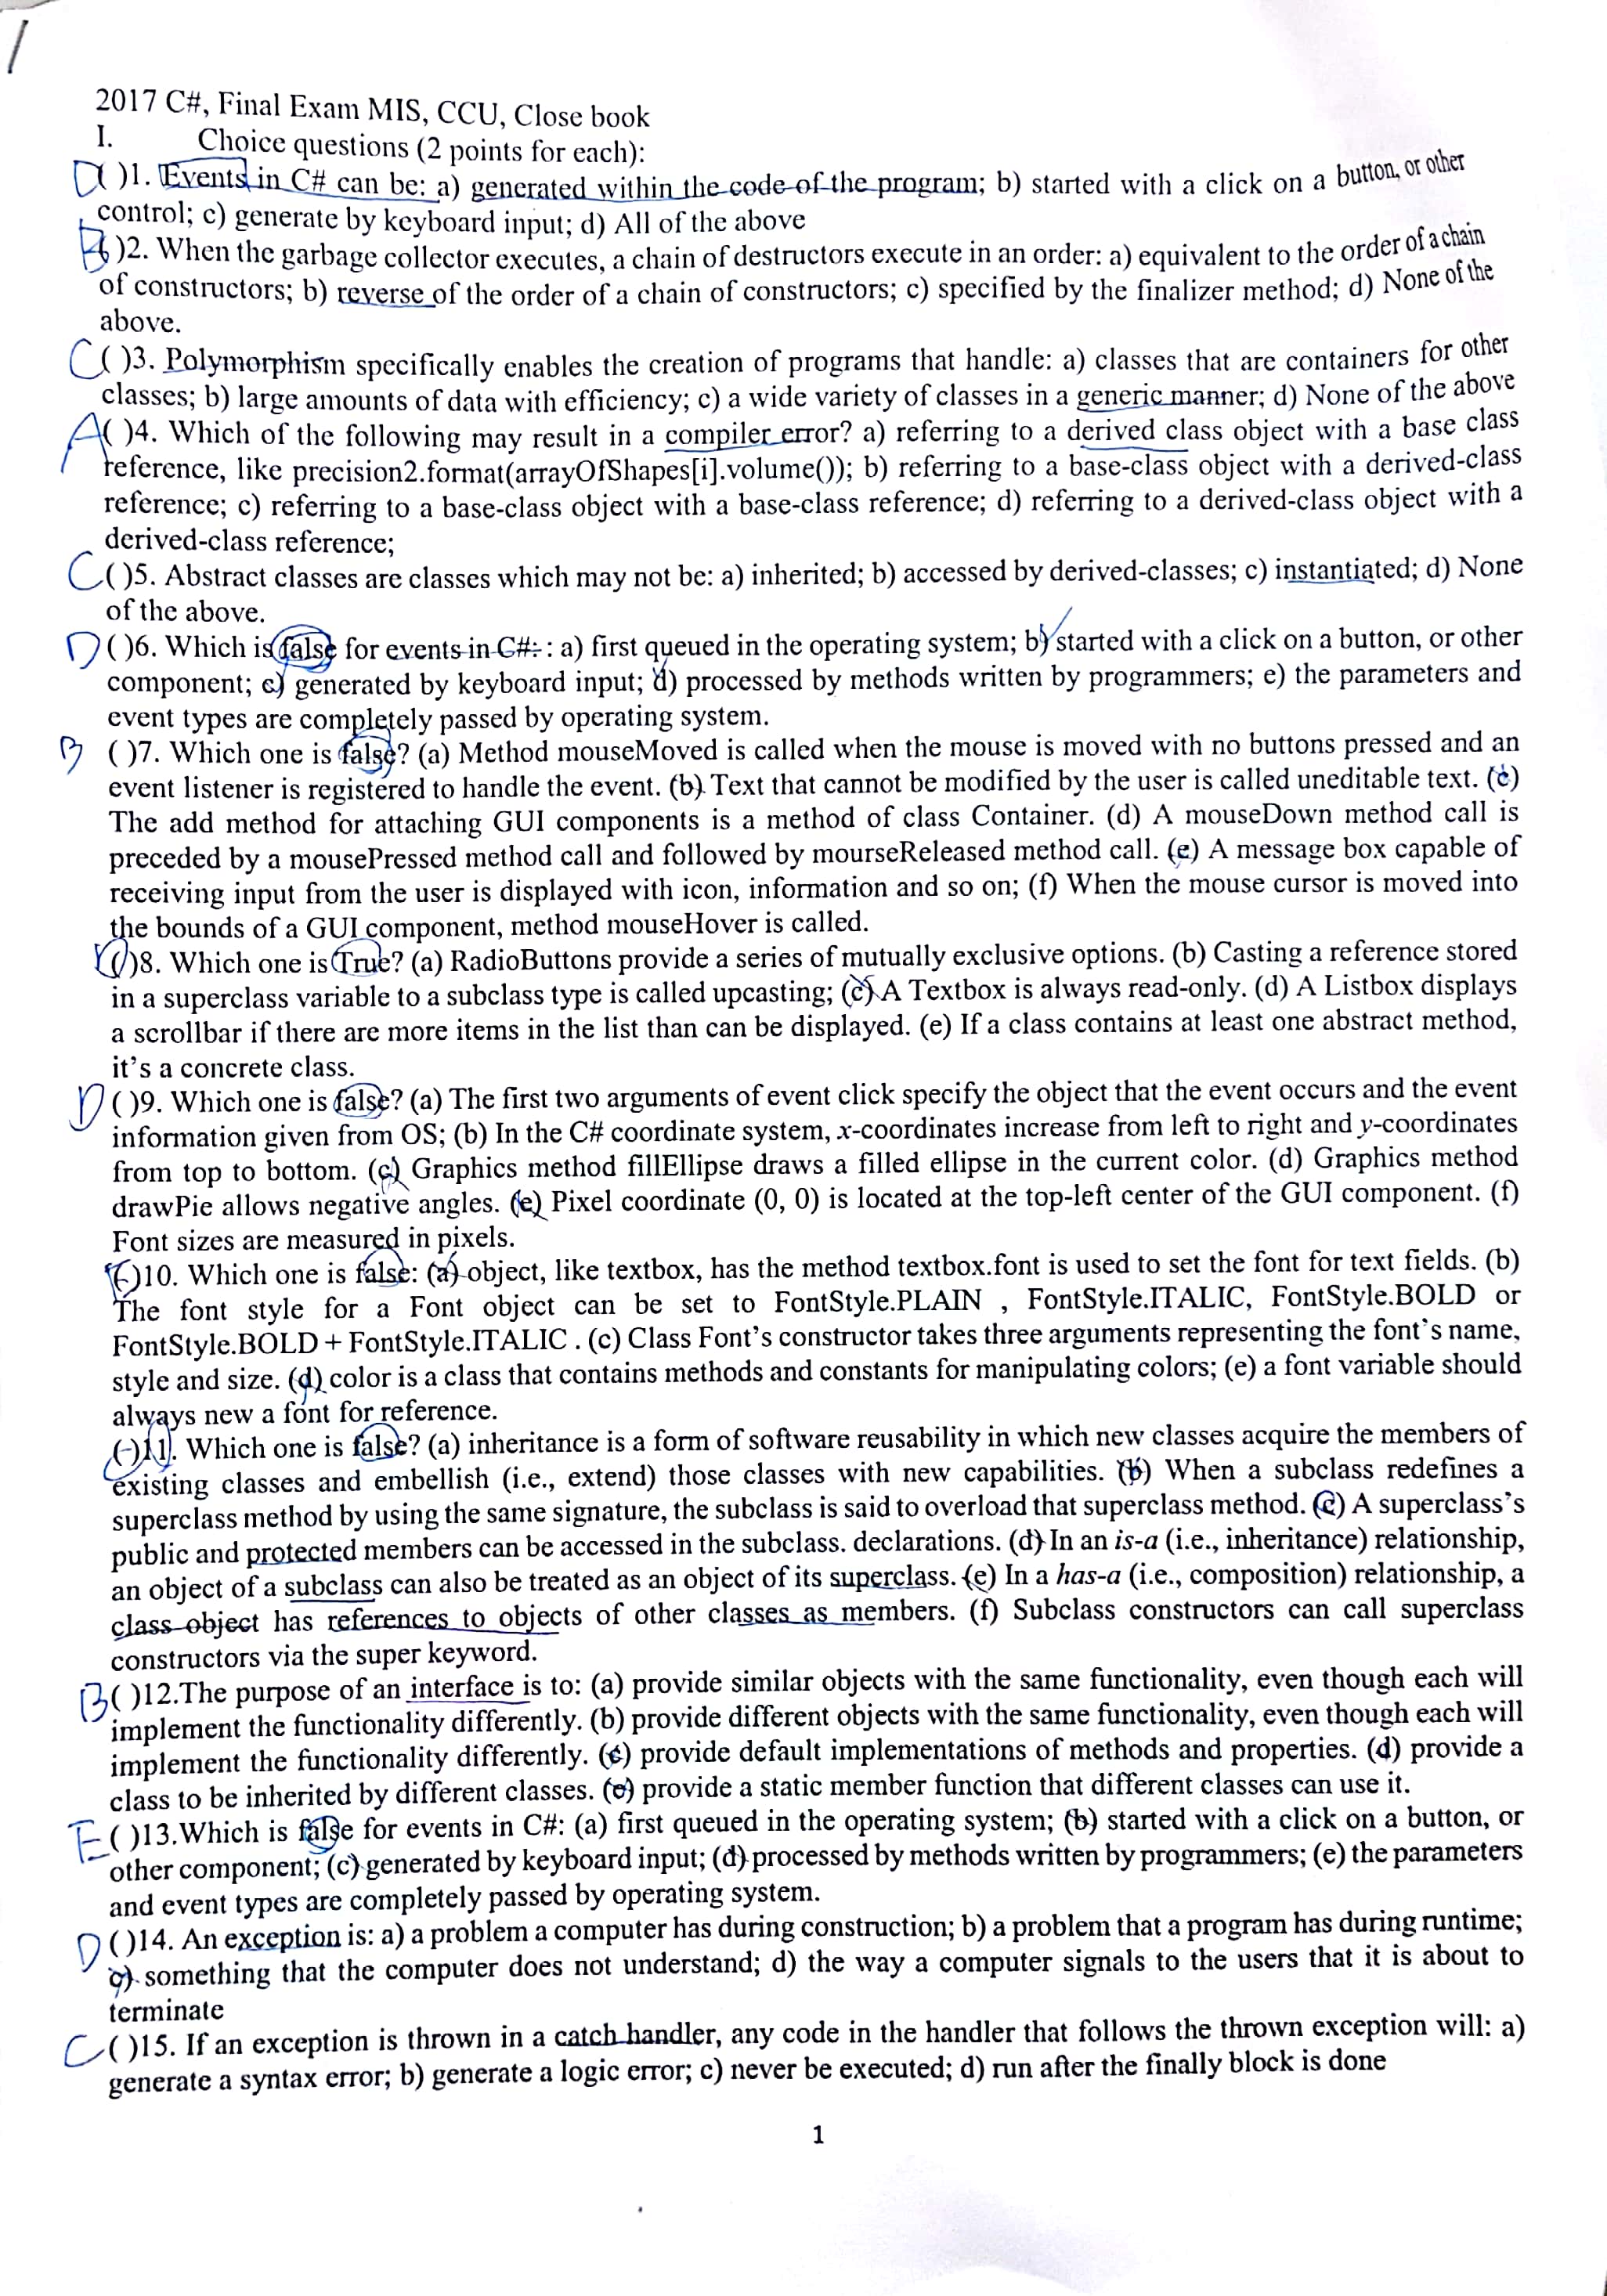 2017 C#, Final Exam MIS, CCU, Close book
I. Choice questions (2 points for each):
D( )1. Events in C# can be: a) generated within the code of the program; b) started with a click on a button, or other
control; c) generate by keyboard input; d) All of the above
B( )2. When the garbage collector executes, a chain of destructors execute in an order: a) equivalent to the order of a chain
of constructors; b) reverse of the order of a chain of constructors; c) specified by the finalizer method; d) None of the
above.
C( )3. Polymorphism specifically enables the creation of programs that handle: a) classes that are containers for other
classes; b) large amounts of data with efficiency; c) a wide variety of classes in a generic manner; d) None of the above
A( )4. Which of the following may result in a compiler error? a) referring to a derived class object with a base class
reference, like precision2.format(arrayOfShapes[i].volume()); b) referring to a base-class object with a derived-class
reference; c) referring to a base-class object with a base-class reference; d) referring to a derived-class object with a
derived-class reference;
C( )5. Abstract classes are classes which may not be: a) inherited; b) accessed by derived-classes; c) instantiated; d) None
of the above.
D ( )6. Which is false for events in C#: : a) first queued in the operating system; b) started with a click on a button, or other
component; c) generated by keyboard input; d) processed by methods written by programmers; e) the parameters and
event types are completely passed by operating system.
B ( )7. Which one is false? (a) Method mouseMoved is called when the mouse is moved with no buttons pressed and an
event listener is registered to handle the event. (b) Text that cannot be modified by the user is called uneditable text. (c)
The add method for attaching GUI components is a method of class Container. (d) A mouseDown method call is
preceded by a mousePressed method call and followed by mourseReleased method call. (e) A message box capable of
receiving input from the user is displayed with icon, information and so on; (f) When the mouse cursor is moved into
the bounds of a GUI component, method mouseHover is called.
( )8. Which one is True? (a) RadioButtons provide a series of mutually exclusive options. (b) Casting a reference stored
in a superclass variable to a subclass type is called upcasting; (c) A Textbox is always read-only. (d) A Listbox displays
a scrollbar if there are more items in the list than can be displayed. (e) If a class contains at least one abstract method,
it's a concrete class.
D ( )9. Which one is false? (a) The first two arguments of event click specify the object that the event occurs and the event
information given from OS; (b) In the C# coordinate system, x-coordinates increase from left to right and y-coordinates
from top to bottom. (c) Graphics method fillEllipse draws a filled ellipse in the current color. (d) Graphics method
drawPie allows negative angles. (e) Pixel coordinate (0, 0) is located at the top-left center of the GUI component. (f)
Font sizes are measured in pixels.
( )10. Which one is false: (a) object, like textbox, has the method textbox.font is used to set the font for text fields. (b)
The font style for a Font object can be set to FontStyle.PLAIN , FontStyle.ITALIC, FontStyle.BOLD or
FontStyle.BOLD + FontStyle.ITALIC . (c) Class Font's constructor takes three arguments representing the font's name,
style and size. (d) color is a class that contains methods and constants for manipulating colors; (e) a font variable should
always new a font for reference.
( )11. Which one is false? (a) inheritance is a form of software reusability in which new classes acquire the members of
existing classes and embellish (i.e., extend) those classes with new capabilities. (b) When a subclass redefines a
superclass method by using the same signature, the subclass is said to overload that superclass method. (c) A superclass's
public and protected members can be accessed in the subclass. declarations. (d) In an is-a (i.e., inheritance) relationship,
an object of a subclass can also be treated as an object of its superclass. (e) In a has-a (i.e., composition) relationship, a
class object has references to objects of other classes as members. (f) Subclass constructors can call superclass
constructors via the super keyword.
B( )12.The purpose of an interface is to: (a) provide similar objects with the same functionality, even though each will
implement the functionality differently. (b) provide different objects with the same functionality, even though each will
implement the functionality differently. (c) provide default implementations of methods and properties. (d) provide a
class to be inherited by different classes. (e) provide a static member function that different classes can use it.
E( )13.Which is false for events in C#: (a) first queued in the operating system; (b) started with a click on a button, or
other component; (c) generated by keyboard input; (d) processed by methods written by programmers; (e) the parameters
and event types are completely passed by operating system.
D ( )14. An exception is: a) a problem a computer has during construction; b) a problem that a program has during runtime;
c) something that the computer does not understand; d) the way a computer signals to the users that it is about to
terminate
C( )15. If an exception is thrown in a catch handler, any code in the handler that follows the thrown exception will: a)
generate a syntax error; b) generate a logic error; c) never be executed; d) run after the finally block is done
1